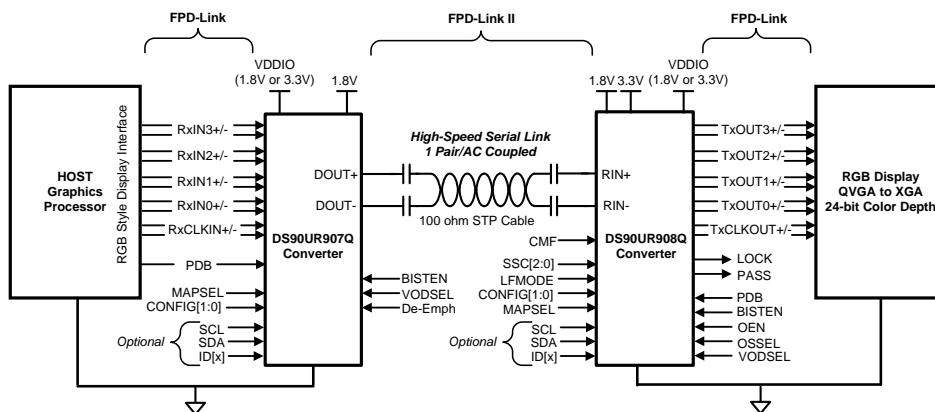 FPD-Link
FPD-Link II
FPD-Link
VDDIO
(1.8V or 3.3V)
1.8V
1.8V
3.3V
VDDIO
(1.8V or 3.3V)
HOST
Graphics
Processor
RGB Style Display Interface
RxIN3+/-
RxIN2+/-
RxIN1+/-
RxIN0+/-
RxCLKIN+/-
PDB
MAPSEL
CONFIG[1:0]
Optional
SCL
SDA
ID[x]
DOUT+
DOUT-
DS90UR907Q
Converter
BISTEN
VODSEL
De-Emph
High-Speed Serial Link
1 Pair/AC Coupled
100 ohm STP Cable
CMF
SSC[2:0]
LFMODE
CONFIG[1:0]
MAPSEL
Optional
SCL
SDA
ID[x]
RIN+
RIN-
DS90UR908Q
Converter
TxOUT3+/-
TxOUT2+/-
TxOUT1+/-
TxOUT0+/-
TxCLKOUT+/-
LOCK
PASS
PDB
BISTEN
OEN
OSSEL
VODSEL
RGB Display
QVGA to XGA
24-bit Color Depth